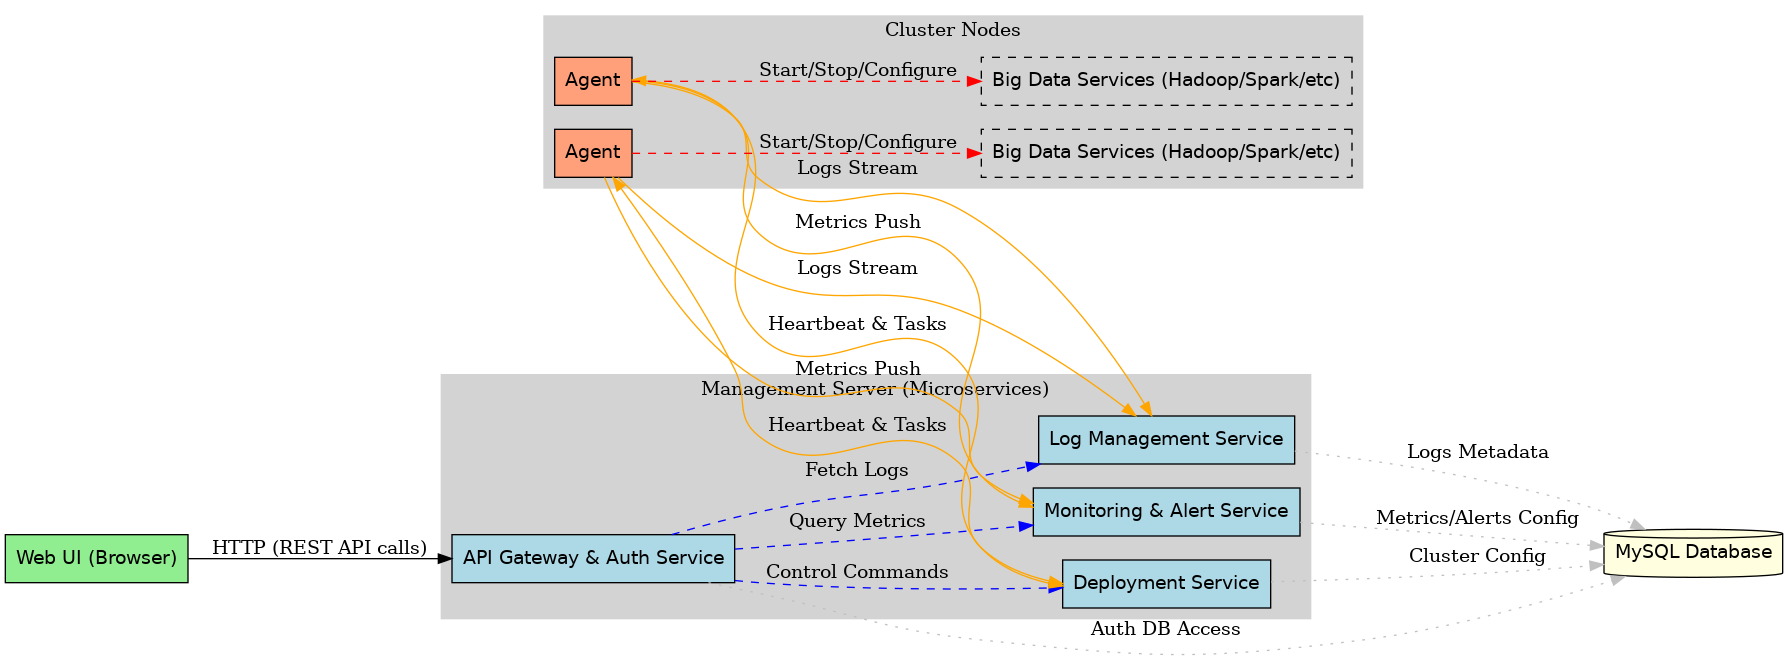 Cluster Nodes
Agent
Start/Stop/Configure
Big Data Services (Hadoop/Spark/etc)
Agent
Start/Stop/Configure
Big Data Services (Hadoop/Spark/etc)
Logs Stream
Metrics Push
Logs Stream
Heartbeat & Tasks
Metrics Push
Management Server (Microservices)
Heartbeat & Tasks
Log Management Service
Logs Metadata
Fetch Logs
Query Metrics
Monitoring & Alert Service
Metrics/Alerts Config
Web UI (Browser)
HTTP (REST API calls)
API Gateway & Auth Service
MySQL Database
Cluster Config
Control Commands
Deployment Service
Auth DB Access